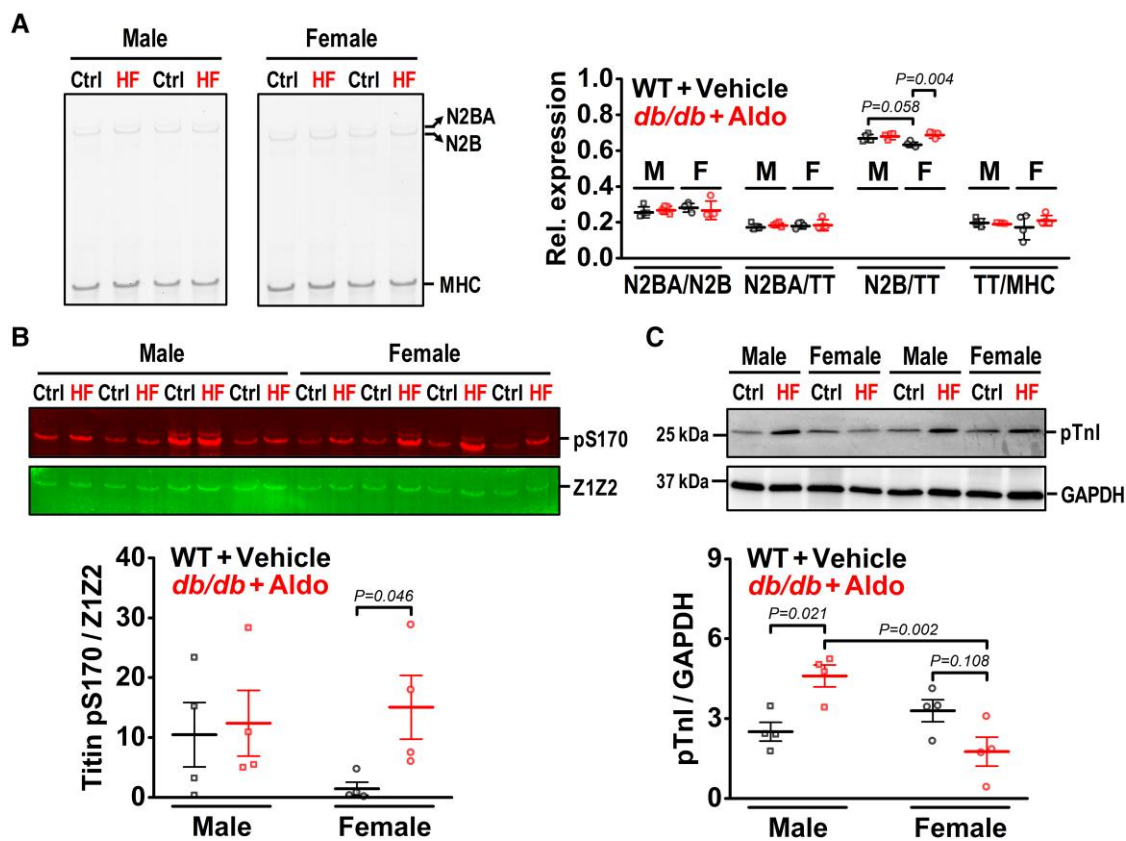 A
Male
Female
Ctrl HF Ctrl HF
Ctrl HF Ctrl HF
N2BA
N2B
MHC
Rel. expression
1.0
0.8
0.6
0.4
0.2
0.0
WT + Vehicle
db/db + Aldo
P=0.004
P=0.058
M F
M F
M F
M F
N2BA/N2B N2BA/TT N2B/TT TT/MHC
B
Male
Female
Ctrl HF Ctrl HF Ctrl HF Ctrl HF Ctrl HF Ctrl HF Ctrl HF Ctrl HF
pS170
Z1Z2
Titin pS170 / Z1Z2
40
30
20
10
0
WT + Vehicle
db/db + Aldo
P=0.046
Male Female
C
Male Female Male Female
Ctrl HF Ctrl HF Ctrl HF Ctrl HF
25 kDa
pTnI
37 kDa
GAPDH
pTnI / GAPDH
9
6
3
0
WT + Vehicle
db/db + Aldo
P=0.021
P=0.002
P=0.108
Male Female